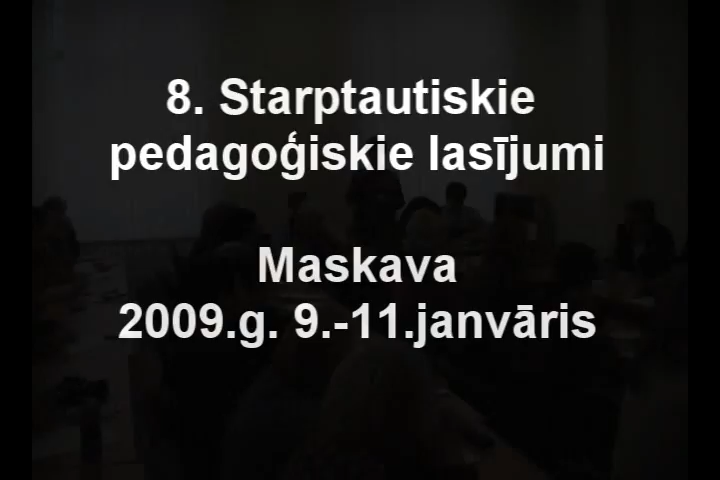 8. Starptautiskie
pedagoģiskie lasījumi
Maskava
2009.g. 9.-11.janvāris